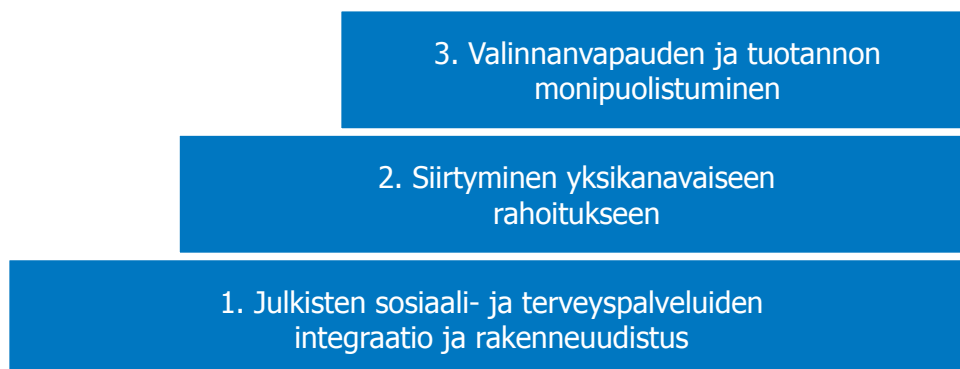 3. Valinnanvapauden ja tuotannon
monipuolistuminen
2. Siirtyminen yksikanavaiseen
rahoitukseen
1. Julkisten sosiaali- ja terveyspalveluiden
integraatio ja rakenneuudistus